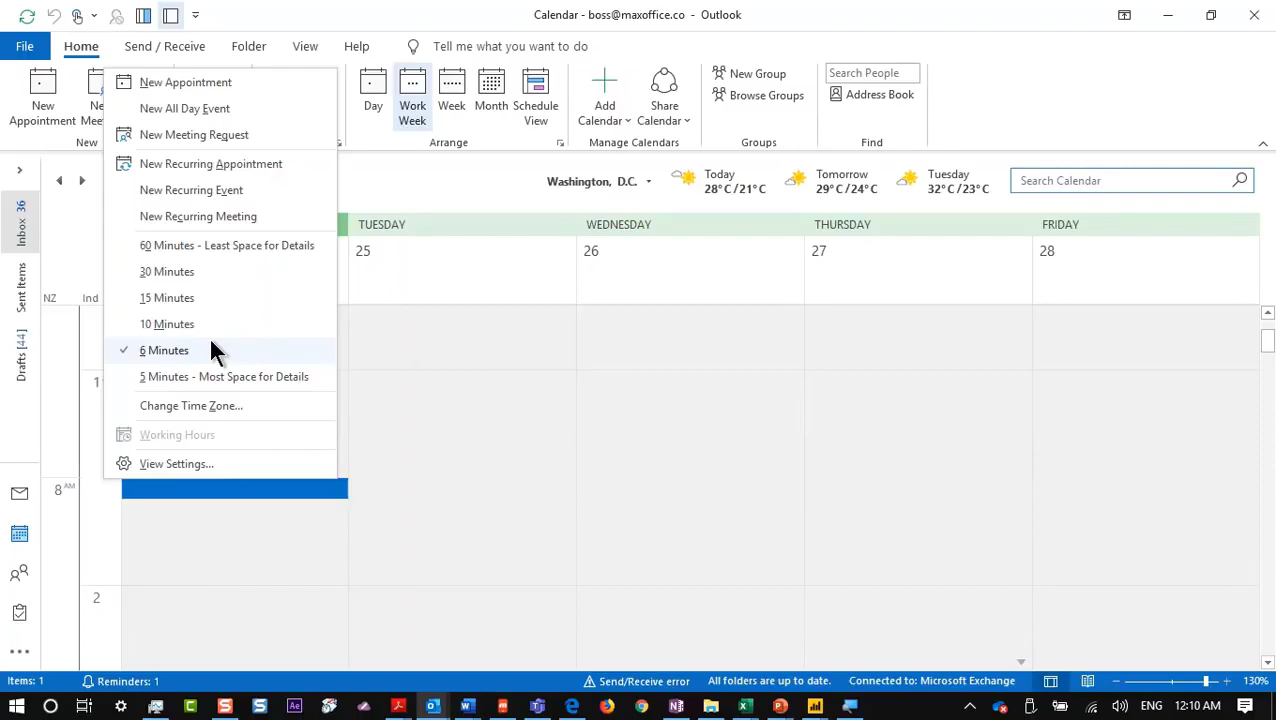 Calendar - boss@maxoffice.co - Outlook
File Home Send / Receive Folder View Help Tell me what you want to do
New Appointment
New Appointment
New All Day Event
New Meeting Request
New Recurring Appointment
New Recurring Event
New Recurring Meeting
60 Minutes - Least Space for Details
30 Minutes
15 Minutes
10 Minutes
6 Minutes
5 Minutes - Most Space for Details
Change Time Zone...
Working Hours
View Settings...
Day
Work Week
Week
Month
Schedule View
Add Calendar
Share Calendar
New Group
Browse Groups
Search People
Address Book
New
Arrange
Manage Calendars
Groups
Find
Washington, D.C.
Today
28°C/21°C
Tomorrow
29°C/24°C
Tuesday
32°C/23°C
Search Calendar
TUESDAY WEDNESDAY THURSDAY FRIDAY
25 26 27 28
Inbox 36
Sent Items
Drafts [44]
NZ Ind
8 AM
2
Items: 1 Reminders: 1 Send/Receive error All folders are up to date. Connected to: Microsoft Exchange 130%
ENG 12:10 AM